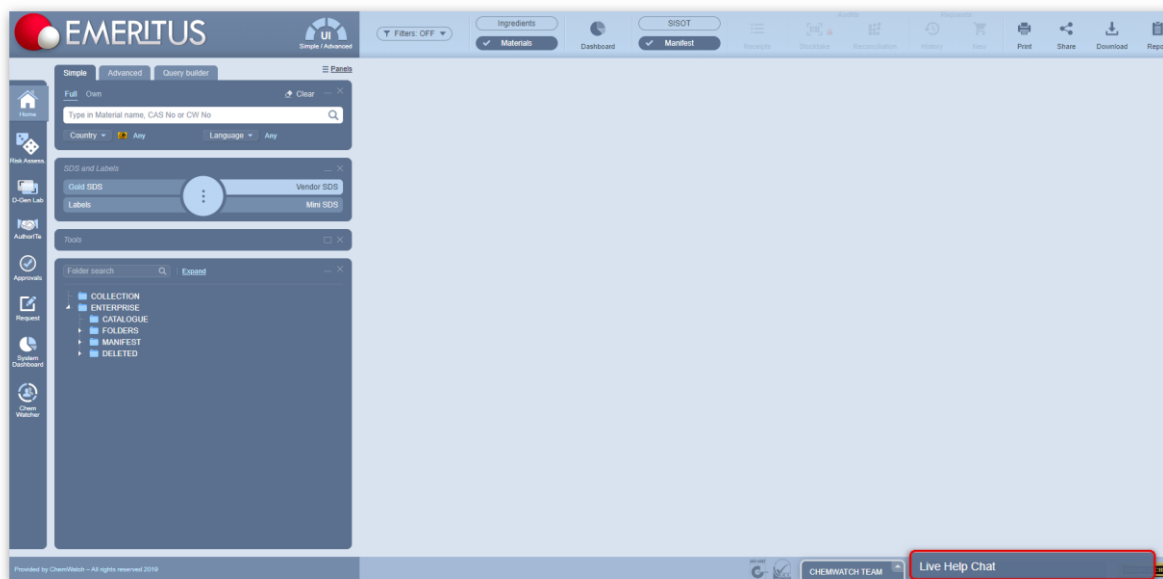 EMERITUS
UI
Simple / Advanced
Filters: OFF
Ingredients
Materials
Dashboard
SISOT
Manifest
Receipts
Stocktake
Reconciliation
History
New
Print
Share
Download
Simple
Advanced
Query builder
Panels
Full Own
Clear
Type in Material name, CAS No or CW No
Country
Any
Language
Any
SDS and Labels
Gold SDS
Vendor SDS
Labels
Mini SDS
Tools
Folder search
Expand
COLLECTION
ENTERPRISE
CATALOGUE
FOLDERS
MANIFEST
DELETED
Home
Risk Assess.
D-Gen Lab
AuthorITe
Approvals
Request
System
Dashboard
Chem
Watcher
Provided by ChemWatch – All rights reserved 2019
CHEMWATCH TEAM
Live Help Chat